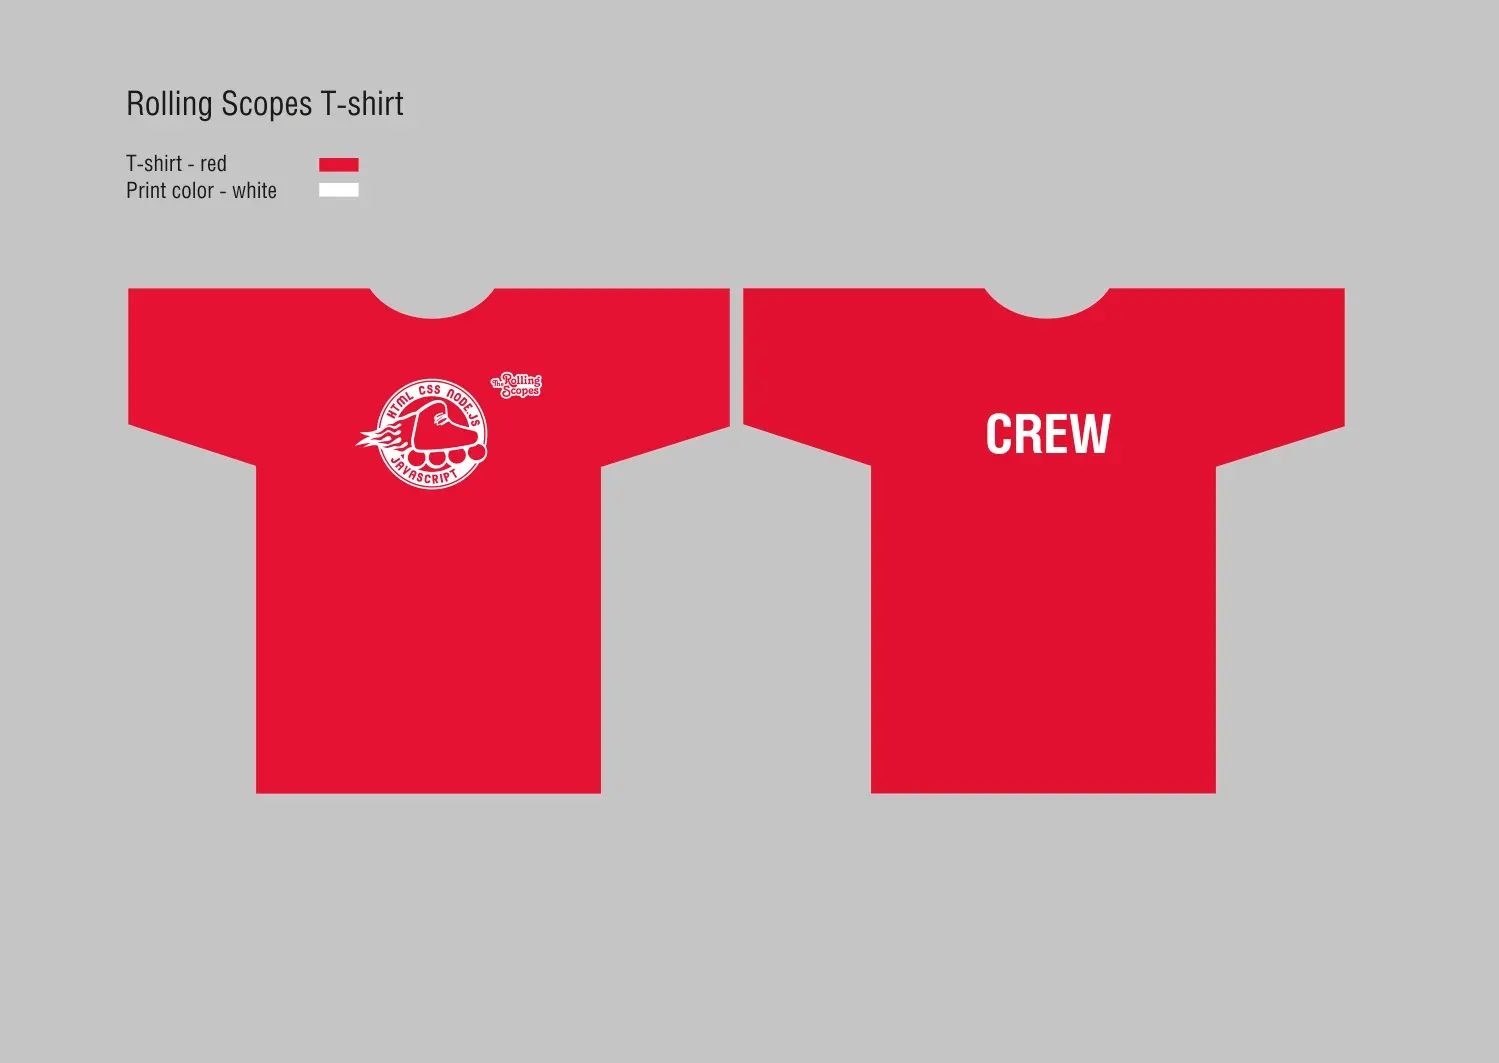 Rolling Scopes T-shirt
T-shirt - red
Print color - white
The Rolling
Scopes
HTML CSS NODE.JS
JAVASCRIPT
CREW